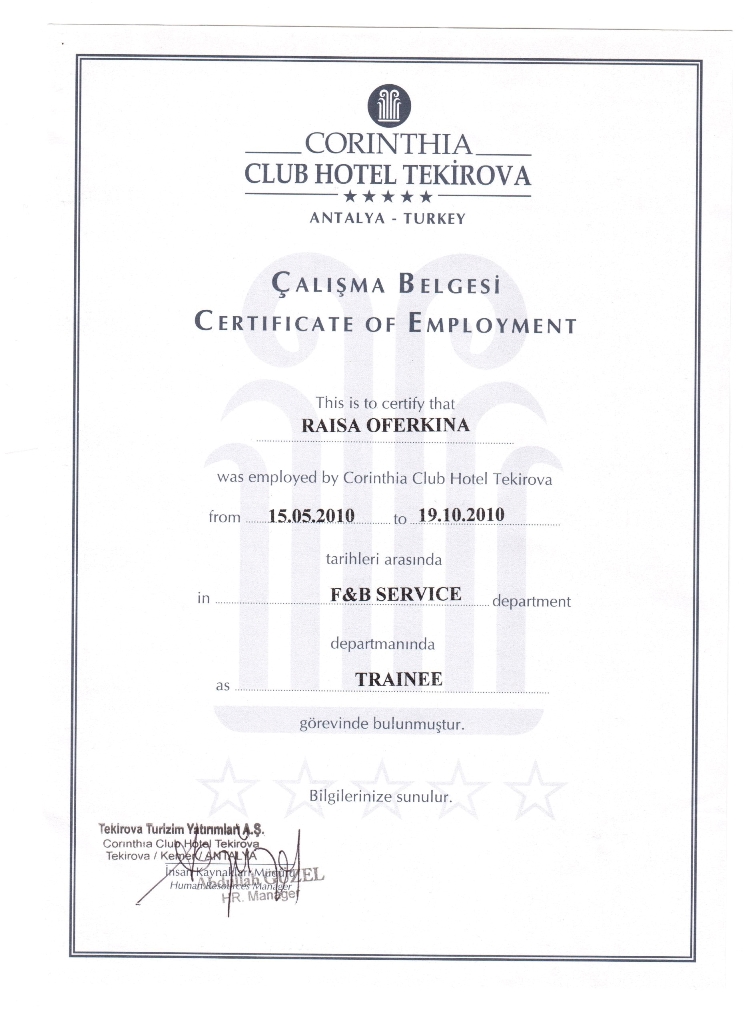 CORINTHIA
CLUB HOTEL TEKİROVA
★★★★★
ANTALYA - TURKEY
ÇALIŞMA BELGESİ
CERTIFICATE OF EMPLOYMENT
This is to certify that
RAISA OFERKINA
was employed by Corinthia Club Hotel Tekirova
from 15.05.2010 to 19.10.2010
tarihleri arasında
in F&B SERVICE department
departmanında
as TRAINEE
görevinde bulunmuştur.
Bilgilerinize sunulur.
Tekirova Turizim Yatırımları A.Ş.
Corinthia Club Hotel Tekirova
Tekirova / Kemer / ANTALYA
İnsan Kaynakları Müdürü
Abdullah GÜZEL
Human Resources Manager
HR. Manager